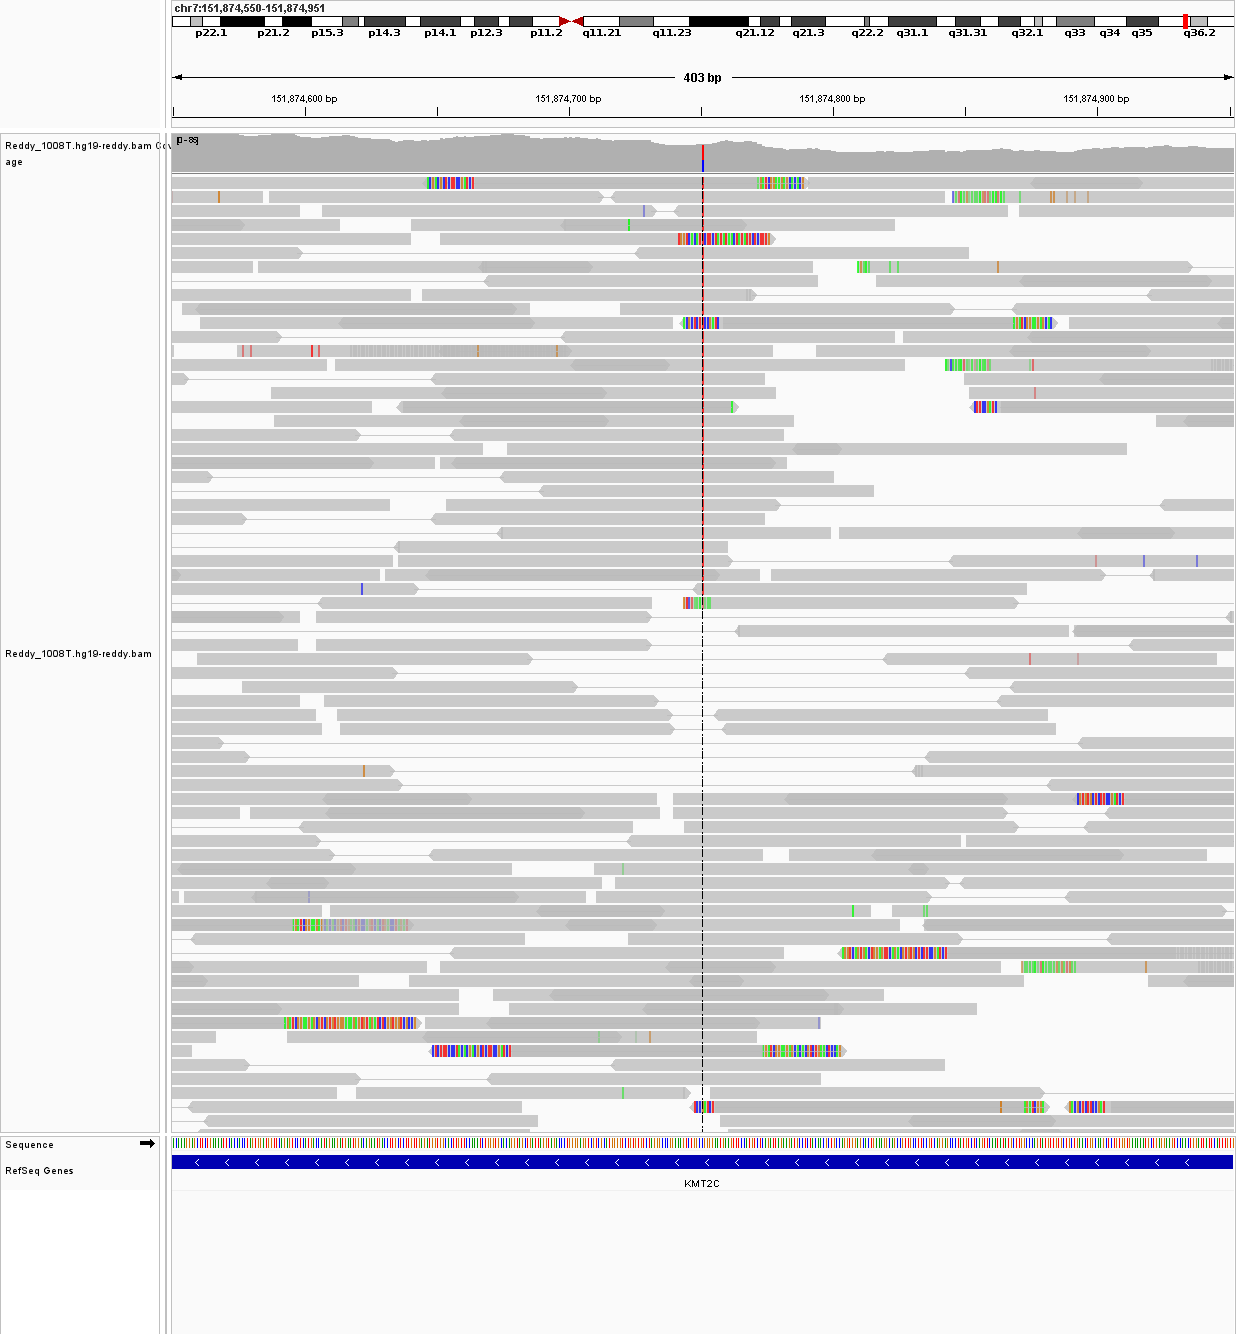 chr7:151,874,550-151,874,951
p22.1 p21.2 p15.3 p14.3 p14.1 p12.3 p11.2 q11.21 q11.23 q21.12 q21.3 q22.2 q31.1 q31.31 q32.1 q33 q34 q35 q36.2
403 bp
151,874,600 bp 151,874,700 bp 151,874,800 bp 151,874,900 bp
Reddy_1008T.hg19-reddy.bam Cov
age
Reddy_1008T.hg19-reddy.bam
Sequence
RefSeq Genes
KMT2C